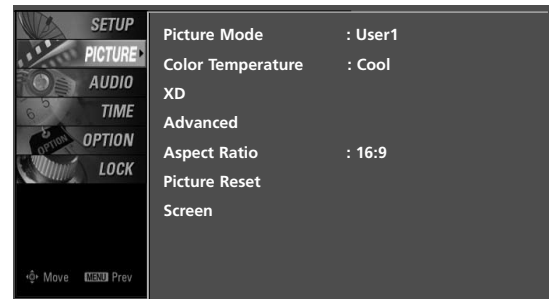 SETUP
PICTURE
AUDIO
TIME
OPTION
LOCK
Move MENU Prev
Picture Mode : User1
Color Temperature : Cool
XD
Advanced
Aspect Ratio : 16:9
Picture Reset
Screen